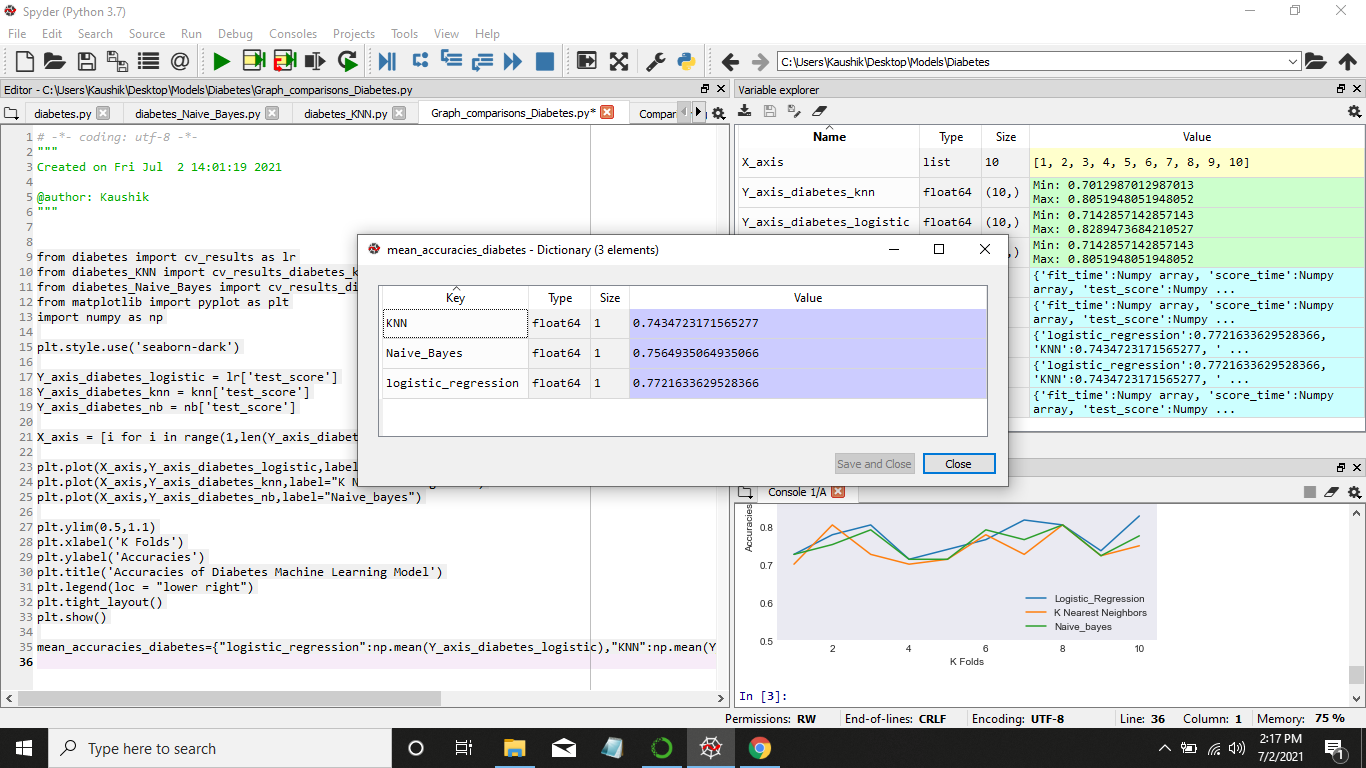 Spyder (Python 3.7)
File Edit Search Source Run Debug Consoles Projects Tools View Help
C:\Users\Kaushik\Desktop\Models\Diabetes
Editor - C:\Users\Kaushik\Desktop\Models\Diabetes\Graph_comparisons_Diabetes.py
diabetes.py diabetes_Naive_Bayes.py diabetes_KNN.py Graph_comparisons_Diabetes.py* Compar
1 # -*- coding: utf-8 -*-
2 """
3 Created on Fri Jul  2 14:01:19 2021
4
5 @author: Kaushik
6 """
7
8
9 from diabetes import cv_results as lr
10 from diabetes_KNN import cv_results_diabetes_k
11 from diabetes_Naive_Bayes import cv_results_di
12 from matplotlib import pyplot as plt
13 import numpy as np
14
15 plt.style.use('seaborn-dark')
16
17 Y_axis_diabetes_logistic = lr['test_score']
18 Y_axis_diabetes_knn = knn['test_score']
19 Y_axis_diabetes_nb = nb['test_score']
20
21 X_axis = [i for i in range(1,len(Y_axis_diabet
22
23 plt.plot(X_axis,Y_axis_diabetes_logistic,label
24 plt.plot(X_axis,Y_axis_diabetes_knn,label="K N
25 plt.plot(X_axis,Y_axis_diabetes_nb,label="Naive_bayes")
26
27 plt.ylim(0.5,1.1)
28 plt.xlabel('K Folds')
29 plt.ylabel('Accuracies')
30 plt.title('Accuracies of Diabetes Machine Learning Model')
31 plt.legend(loc = "lower right")
32 plt.tight_layout()
33 plt.show()
34
35 mean_accuracies_diabetes={"logistic_regression":np.mean(Y_axis_diabetes_logistic),"KNN":np.mean(Y
36
Variable explorer
Name Type Size Value
X_axis list 10 [1, 2, 3, 4, 5, 6, 7, 8, 9, 10]
Y_axis_diabetes_knn float64 (10,) Min: 0.7012987012987013
Max: 0.8051948051948052
Y_axis_diabetes_logistic float64 (10,) Min: 0.7142857142857143
Max: 0.8289473684210527
,) Min: 0.7142857142857143
Max: 0.8051948051948052
{'fit_time':Numpy array, 'score_time':Numpy
array, 'test_score':Numpy ...
{'fit_time':Numpy array, 'score_time':Numpy
array, 'test_score':Numpy ...
{'logistic_regression':0.7721633629528366,
'KNN':0.7434723171565277, ' ...
{'logistic_regression':0.7721633629528366,
'KNN':0.7434723171565277, ' ...
{'fit_time':Numpy array, 'score_time':Numpy
array, 'test_score':Numpy ...
mean_accuracies_diabetes - Dictionary (3 elements)
Key Type Size Value
KNN float64 1 0.7434723171565277
Naive_Bayes float64 1 0.7564935064935066
logistic_regression float64 1 0.7721633629528366
Save and Close Close
Console 1/A
Accuracies
0.8
0.7
0.6
0.5
Logistic_Regression
K Nearest Neighbors
Naive_bayes
2 4 6 8 10
K Folds
In [3]:
Permissions: RW End-of-lines: CRLF Encoding: UTF-8 Line: 36 Column: 1 Memory: 75 %
Type here to search
2:17 PM
7/2/2021
1